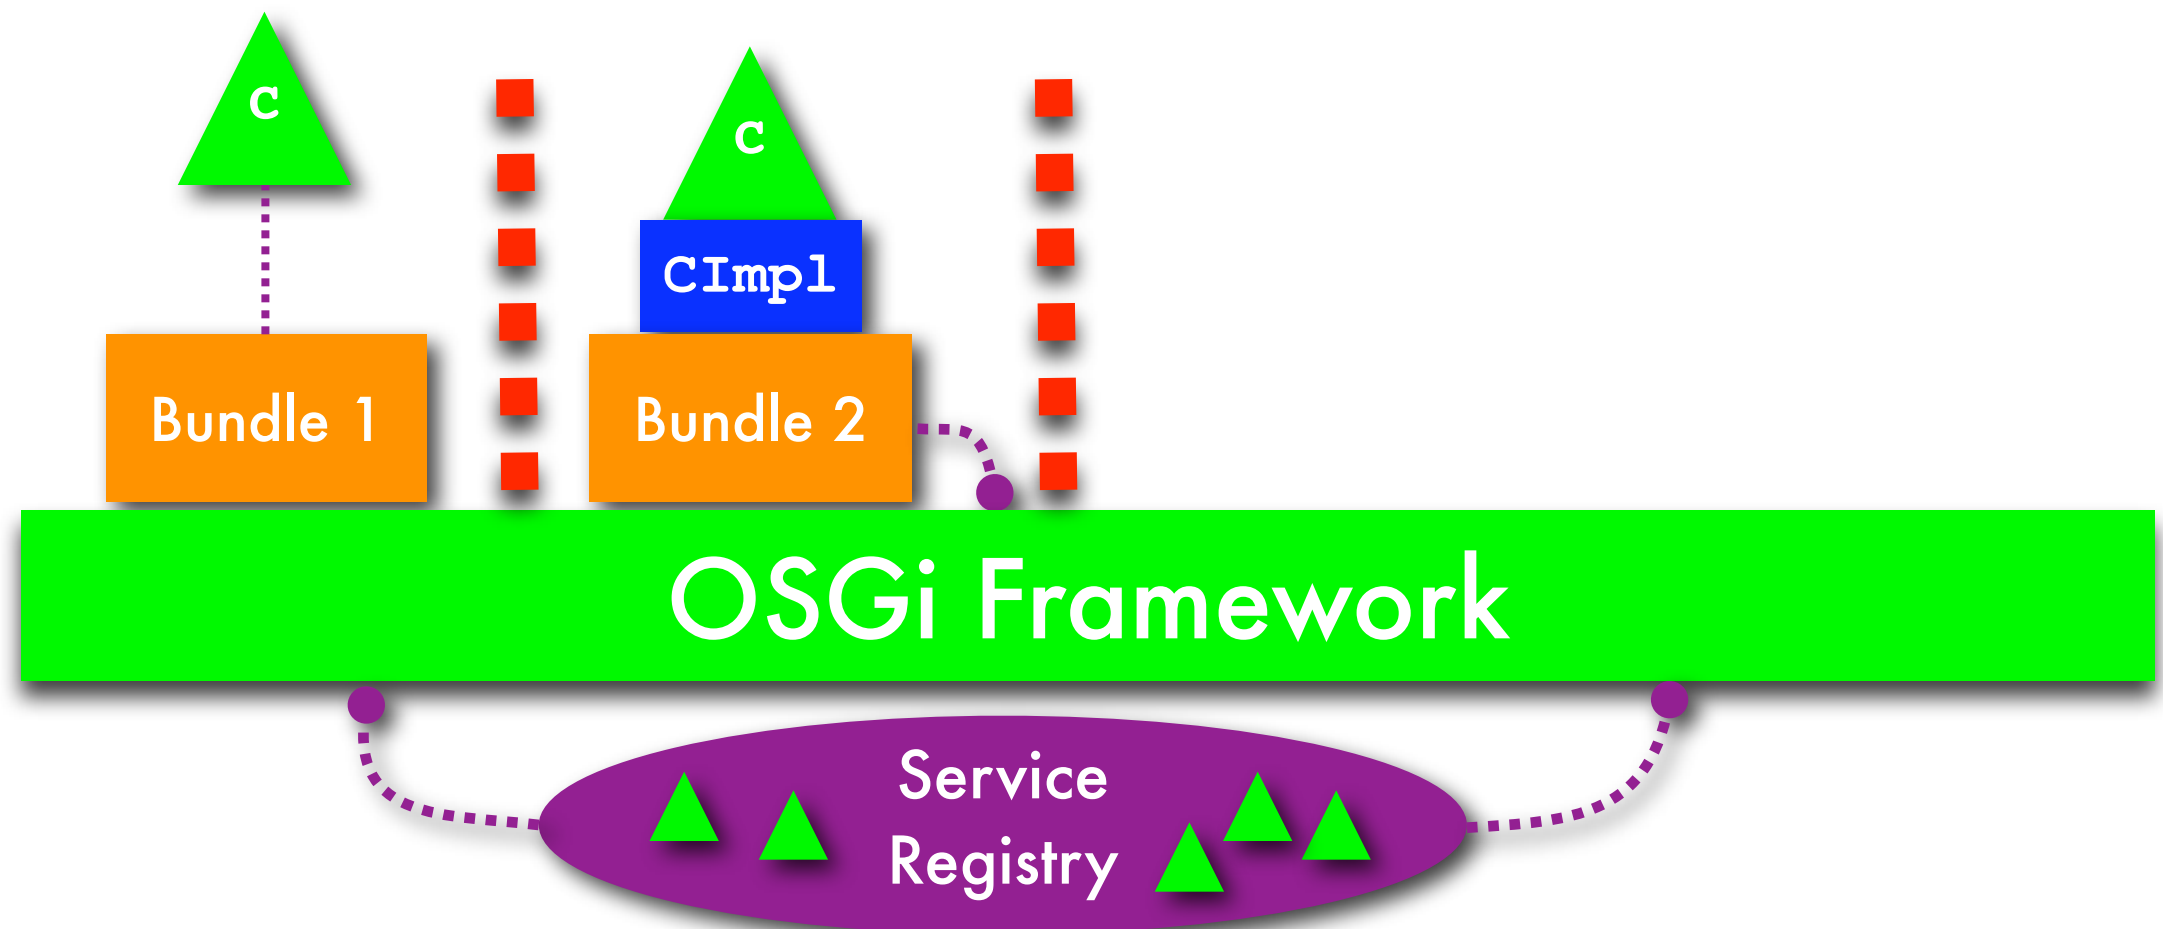 C
C
CImpl
Bundle 1
Bundle 2
OSGi Framework
Service
Registry